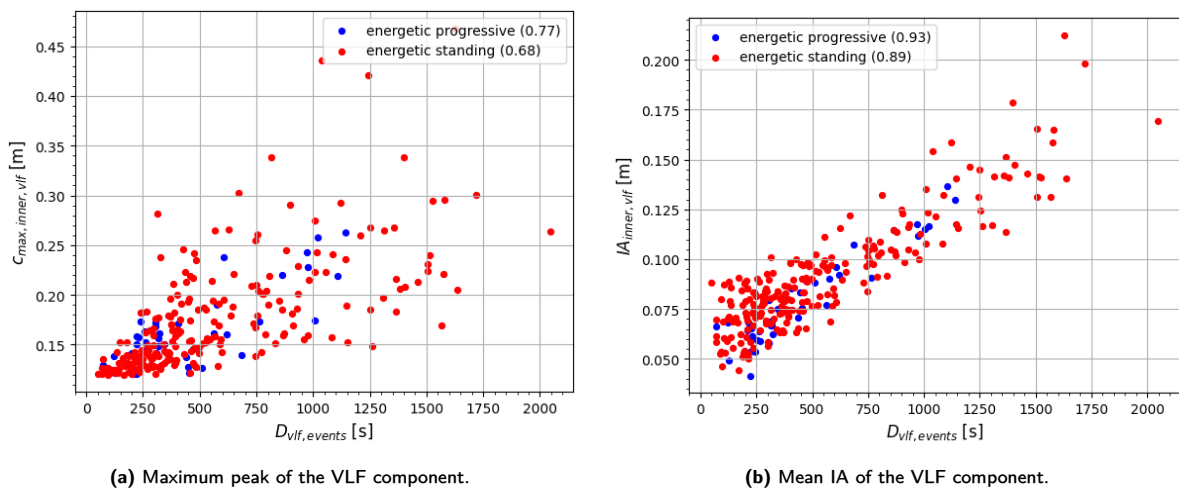 energetic progressive (0.77)
energetic standing (0.68)
0.45
0.40
0.35
0.30
0.25
0.20
0.15
c_max,inner,vlf [m]
0 250 500 750 1000 1250 1500 1750 2000
D_vlf,events [s]
(a) Maximum peak of the VLF component.
energetic progressive (0.93)
energetic standing (0.89)
0.200
0.175
0.150
0.125
0.100
0.075
0.050
IA_inner,vlf [m]
0 250 500 750 1000 1250 1500 1750 2000
D_vlf,events [s]
(b) Mean IA of the VLF component.